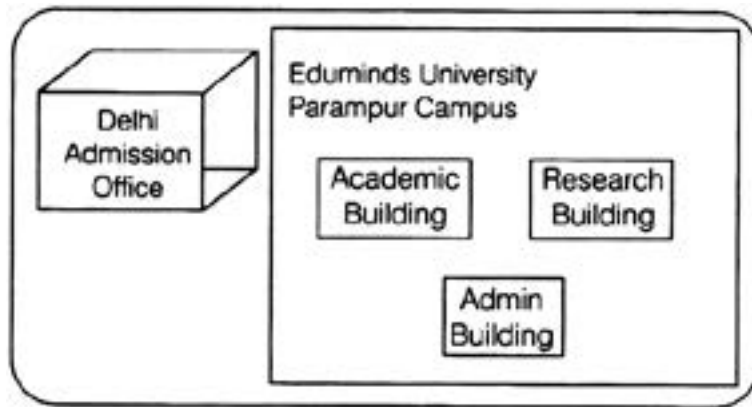 Delhi
Admission
Office
Eduminds University
Parampur Campus
Academic
Building
Research
Building
Admin
Building